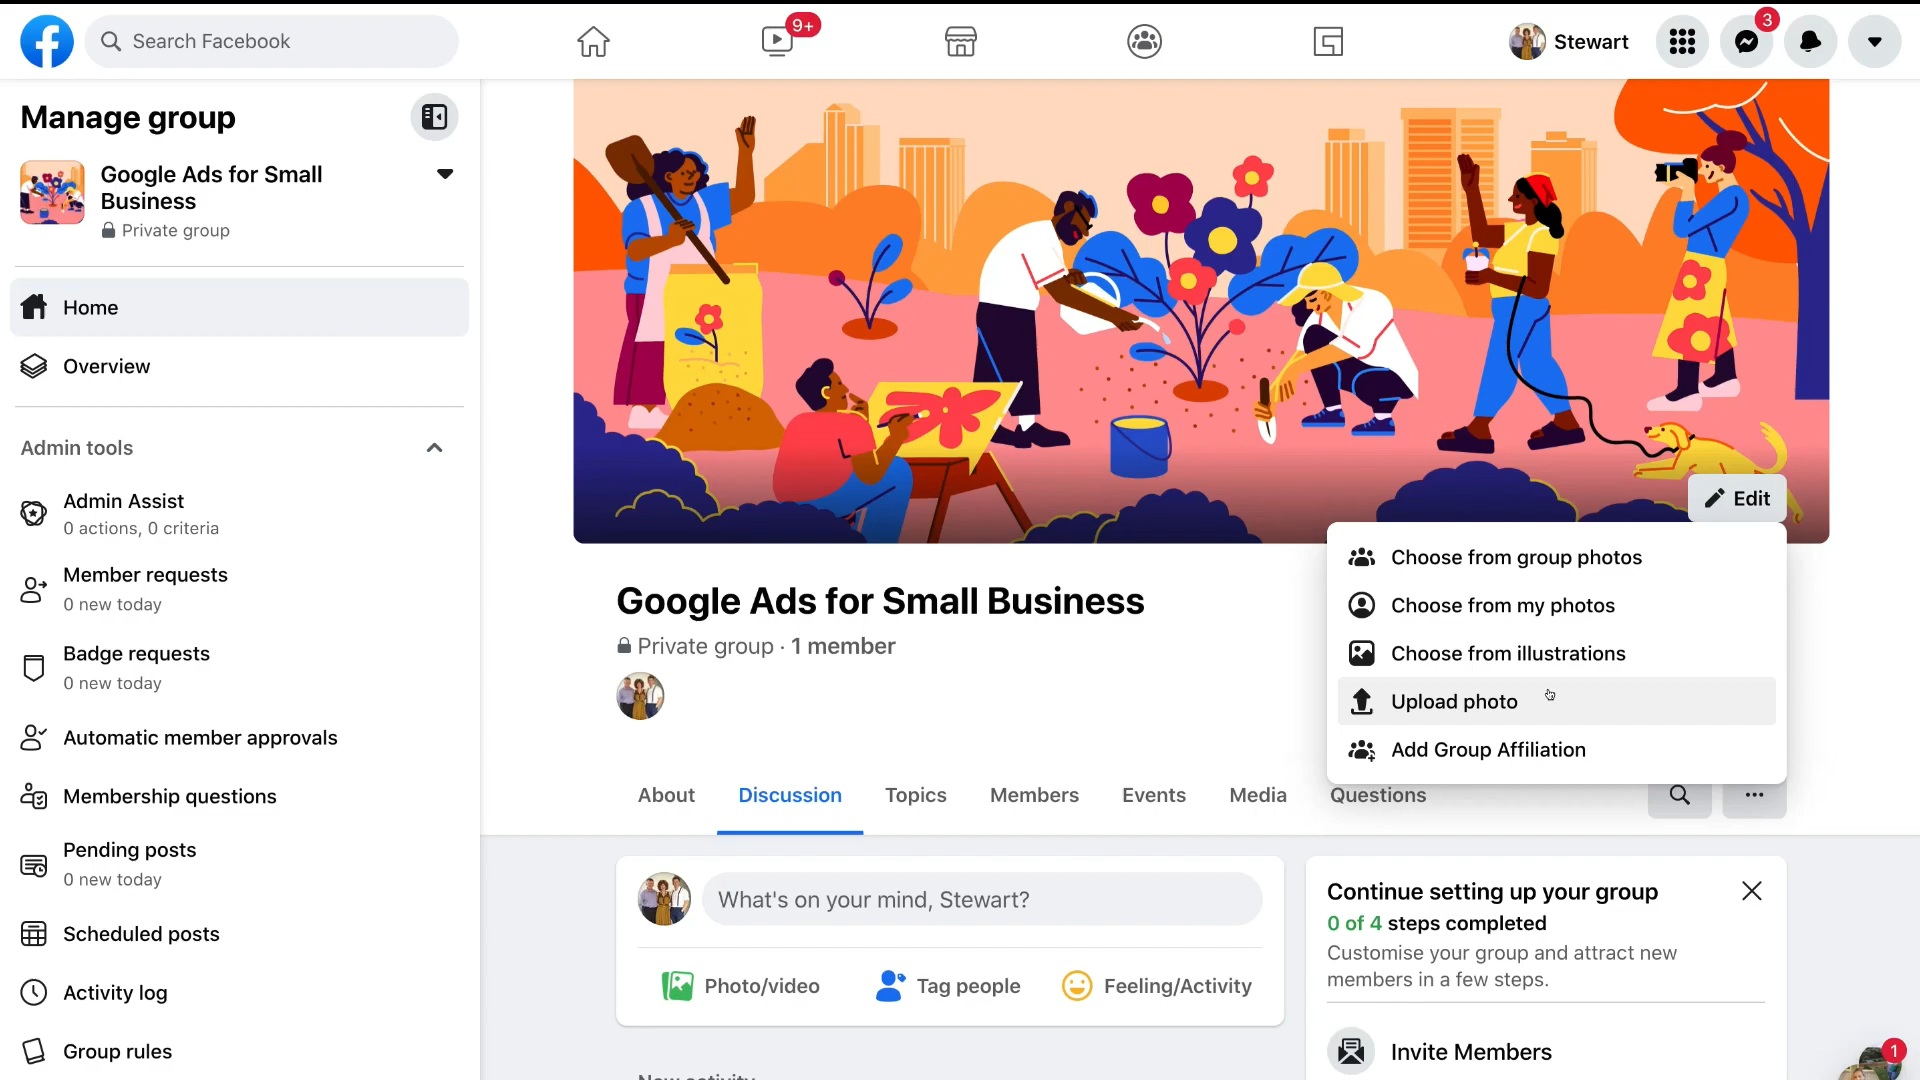 Search Facebook
9+
Stewart
3
Manage group
Google Ads for Small
Business
Private group
Home
Overview
Admin tools
Admin Assist
0 actions, 0 criteria
Member requests
0 new today
Badge requests
0 new today
Automatic member approvals
Membership questions
Pending posts
0 new today
Scheduled posts
Activity log
Group rules
Edit
Choose from group photos
Choose from my photos
Choose from illustrations
Upload photo
Add Group Affiliation
Google Ads for Small Business
Private group · 1 member
About Discussion Topics Members Events Media Questions
What's on your mind, Stewart?
Photo/video Tag people Feeling/Activity
Continue setting up your group
0 of 4 steps completed
Customise your group and attract new
members in a few steps.
Invite Members
1